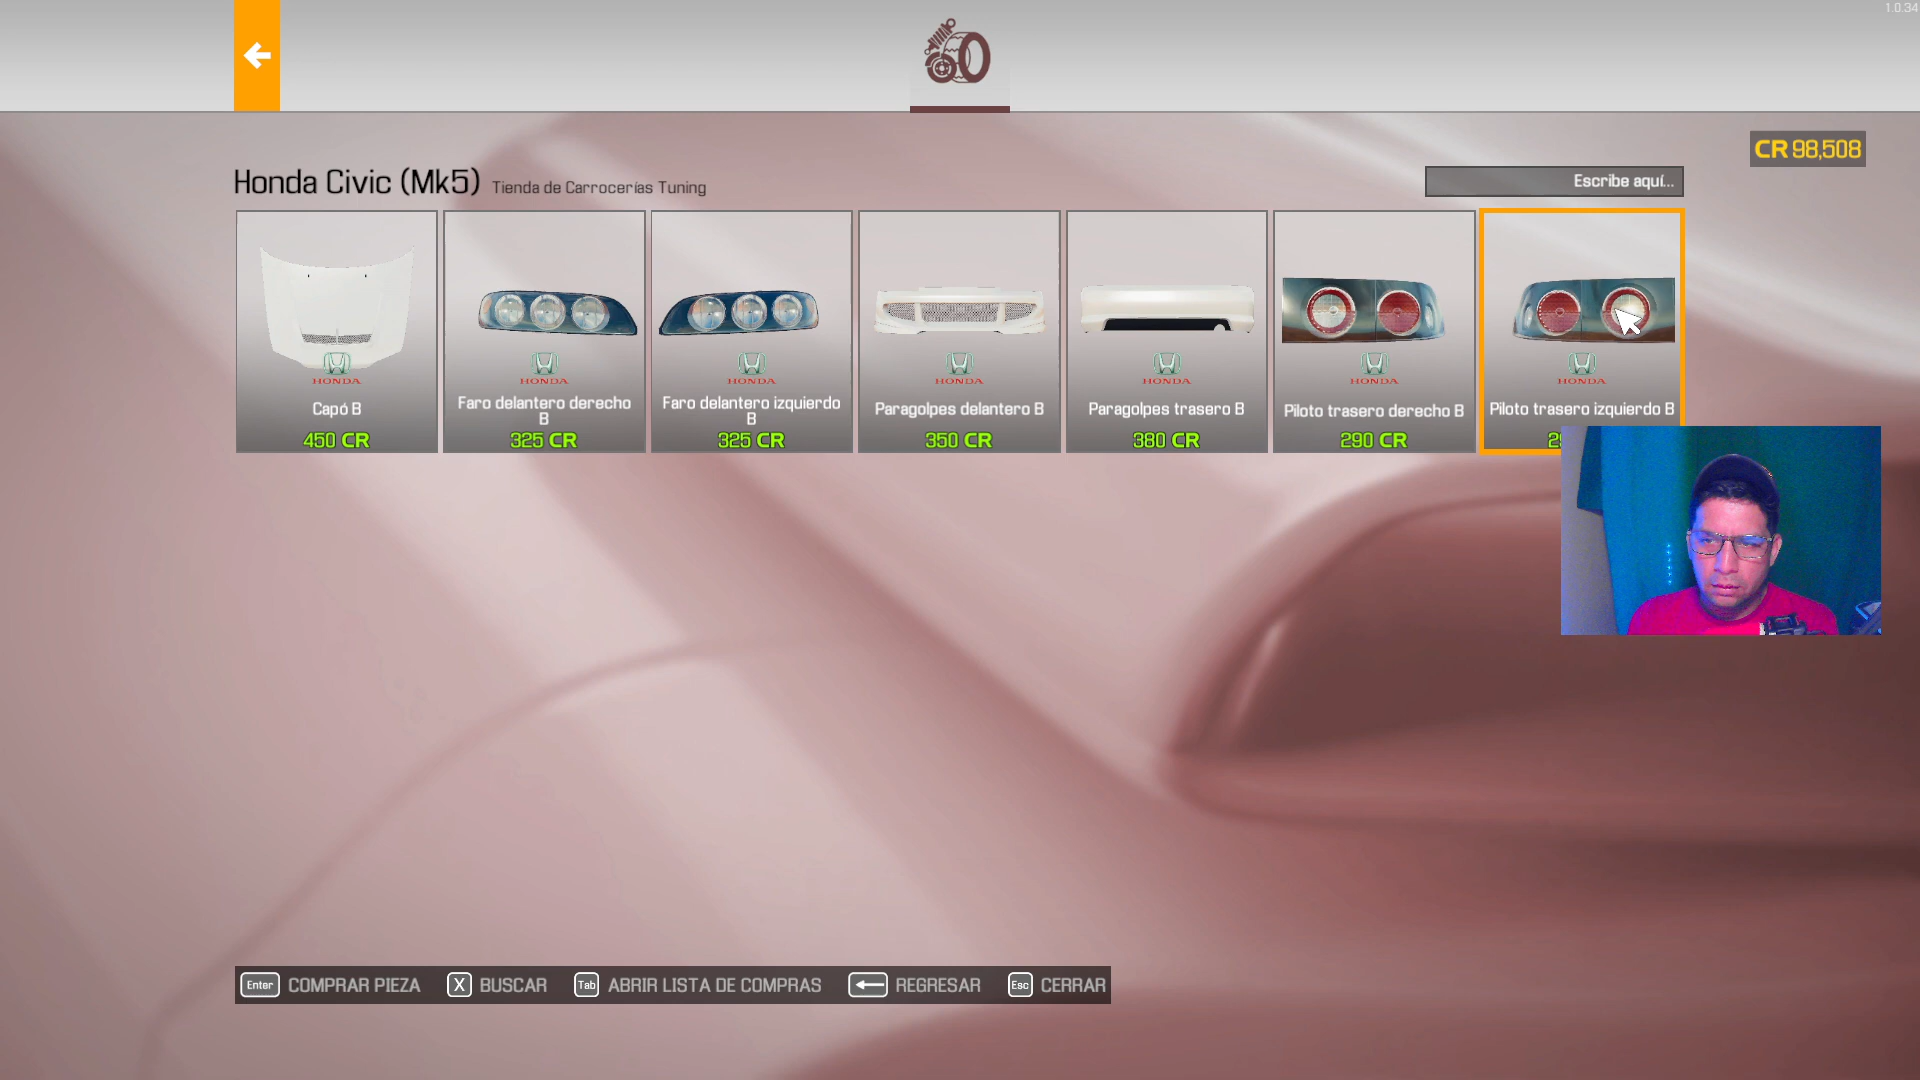 1.0.34
CR 98,508
Honda Civic (Mk5) Tienda de Carrocerías Tuning
Escribe aquí...
HONDA
Capó B
450 CR
HONDA
Faro delantero derecho
B
325 CR
HONDA
Faro delantero izquierdo
B
325 CR
HONDA
Paragolpes delantero B
350 CR
HONDA
Paragolpes trasero B
380 CR
HONDA
Piloto trasero derecho B
290 CR
HONDA
Piloto trasero izquierdo B
Enter COMPRAR PIEZA X BUSCAR Tab ABRIR LISTA DE COMPRAS REGRESAR Esc CERRAR